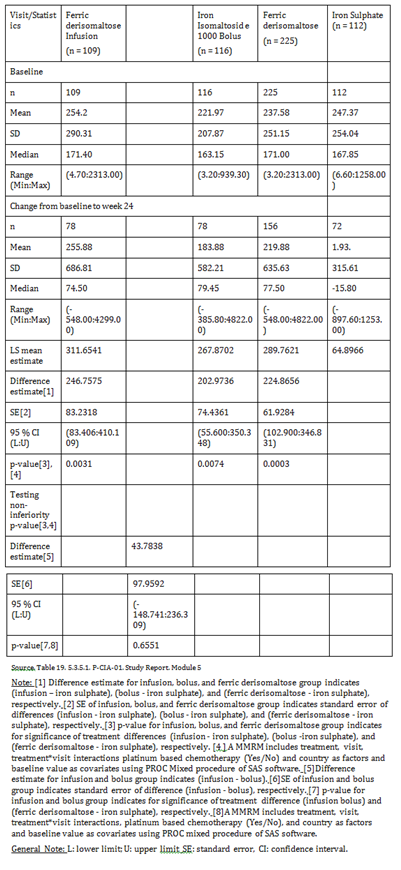 Visit/Statist
ics
Ferric
derisomaltose
Infusion
(n = 109)
Iron
Isomaltosid e
1000 Bolus
(n = 116)
Ferric
derisomaltose
(n = 225)
Iron Sulphate
(n = 112)
Baseline
n 109 116 225 112
Mean 254.2 221.97 237.58 247.37
SD 290.31 207.87 251.15 254.04
Median 171.40 163.15 171.00 167.85
Range
(Min:Max)
(4.70:2313.00) (3.20:939.30) (3.20:2313.00) (6.60:1258.00
)
Change from baseline to week 24
n 78 78 156 72
Mean 255.88 183.88 219.88 1.93.
SD 686.81 582.21 635.63 315.61
Median 74.50 79.45 77.50 -15.80
Range
(Min:Max)
(-
548.00:4299.0
0)
(-
385.80:4822.0
0)
(-
548.00:4822.00
)
(-
897.60:1253.
00)
LS mean
estimate
311.6541 267.8702 289.7621 64.8966
Difference
estimate[1]
246.7575 202.9736 224.8656
SE[2] 83.2318 74.4361 61.9284
95 % CI
(L:U)
(83.406:410.1
09)
(55.600:350.3
48)
(102.900:346.8
31)
p-value[3],
[4]
0.0031 0.0074 0.0003
Testing
non-
inferiority
p-value[3,4]
Difference
estimate[5]
43.7838
SE[6] 97.9592
95 % CI
(L:U)
(-
148.741:236.3
09)
p-value[7,8] 0.6551
Source. Table 19. 5.3.5.1. P-CIA-01. Study Report. Module 5
Note: [1] Difference estimate for infusion, bolus, and ferric derisomaltose group indicates
(infusion – iron sulphate), (bolus - iron sulphate), and (ferric derisomaltose - iron sulphate),
respectively. [2] SE of infusion, bolus, and ferric derisomaltose group indicates standard error of
differences (infusion - iron sulphate), (bolus - iron sulphate), and (ferric derisomaltose - iron
sulphate), respectively. [3] p-value for infusion, bolus, and ferric derisomaltose group indicates
for significance of treatment differences (infusion - iron sulphate), (bolus -iron sulphate), and
(ferric derisomaltose - iron sulphate), respectively. [4 ] A MMRM includes treatment, visit,
treatment*visit interactions platinum based chemotherapy (Yes/No) and country as factors and
baseline value as covariates using PROC Mixed procedure of SAS software. [5]Difference
estimate for infusion and bolus group indicates (infusion - bolus),[6]SE of infusion and bolus
group indicates standard error of difference (infusion - bolus), respectively. [7] p-value for
infusion and bolus group indicates for significance of treatment difference (infusion bolus) and
(ferric derisomaltose - iron sulphate), respectively. [8]A MMRM includes treatment, visit,
treatment*visit interactions, platinum based chemotherapy (Yes/No), and country as factors
and baseline value as covariates using PROC mixed procedure of SAS software.
General Note: L: lower limit; U: upper limit SE: standard error, CI: confidence interval.